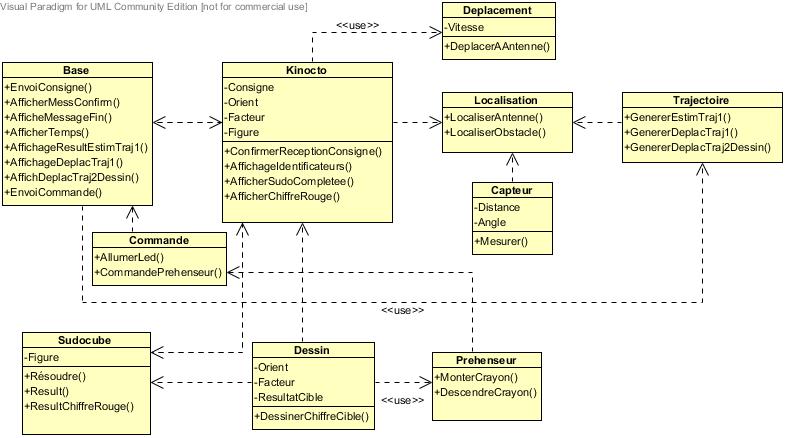 Visual Paradigm for UML Community Edition [not for commercial use]
Deplacement
-Vitesse
+DeplacerAAntenne()
<<use>>
Base
+EnvoiConsigne()
+AfficherMessConfirm()
+AfficheMessageFin()
+AfficherTemps()
+AffichageResultEstimTraj1()
+AffichageDeplacTraj1()
+AffichDeplacTraj2Dessin()
+EnvoiCommande()
Kinocto
-Consigne
-Orient
-Facteur
-Figure
+ConfirmerReceptionConsigne()
+AffichageIdentificateurs()
+AfficherSudoCompletee()
+AfficherChiffreRouge()
Localisation
+LocaliserAntenne()
+LocaliserObstacle()
Trajectoire
+GenererEstimTraj1()
+GenererDeplacTraj1()
+GenererDeplacTraj2Dessin()
Capteur
-Distance
-Angle
+Mesurer()
Commande
+AllumerLed()
+CommandePrehenseur()
<<use>>
Sudocube
-Figure
+Résoudre()
+Result()
+ResultChiffreRouge()
Dessin
-Orient
-Facteur
-ResultatCible
+DessinerChiffreCible()
<<use>>
Prehenseur
+MonterCrayon()
+DescendreCrayon()